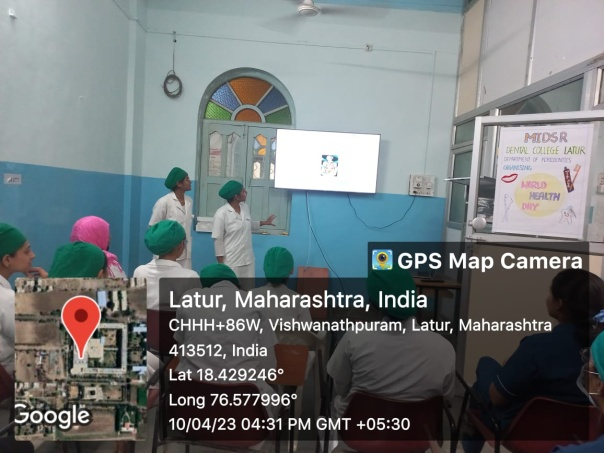 MIDSR
DENTAL COLLEGE LATUR
DEPARTMENT OF PERIODONTICS
ORGANIZING
WORLD
HEALTH
DAY
GPS Map Camera
Latur, Maharashtra, India
CHHH+86W, Vishwanathpuram, Latur, Maharashtra
413512, India
Lat 18.429246°
Long 76.577996°
10/04/23 04:31 PM GMT +05:30
Google